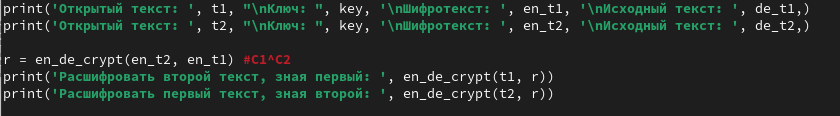 print('Открытый текст: ', t1, "\nКлюч: ", key, '\nШифротекст: ', en_t1, '\nИсходный текст: ', de_t1,)
print('Открытый текст: ', t2, "\nКлюч: ", key, '\nШифротекст: ', en_t2, '\nИсходный текст: ', de_t2,)
r = en_de_crypt(en_t2, en_t1) #C1^C2
print('Расшифровать второй текст, зная первый: ', en_de_crypt(t1, r))
print('Расшифровать первый текст, зная второй: ', en_de_crypt(t2, r))